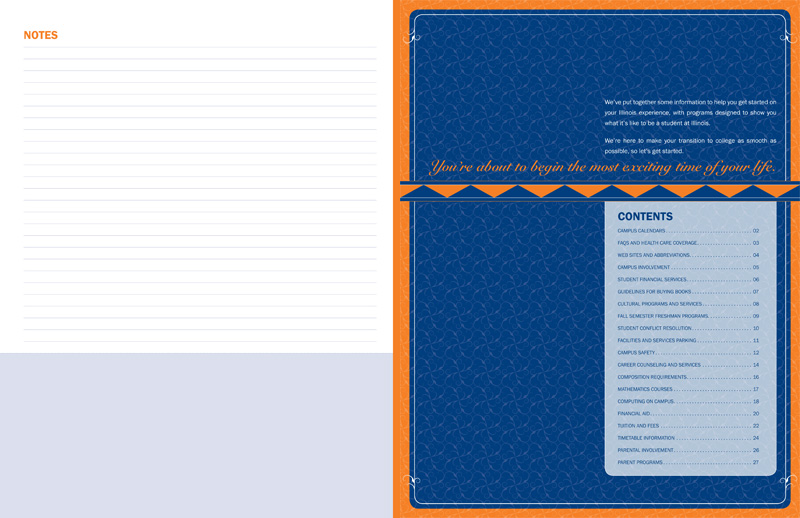 NOTES
We've put together some information to help you get started on
your Illinois experience, with programs designed to show you
what it's like to be a student at Illinois.
We're here to make your transition to college as smooth as
possible, so let's get started.
You're about to begin the most exciting time of your life.
CONTENTS
CAMPUS CALENDARS 02
FAQS AND HEALTH CARE COVERAGE 03
WEB SITES AND ABBREVIATIONS 04
CAMPUS INVOLVEMENT 05
STUDENT FINANCIAL SERVICES 06
GUIDELINES FOR BUYING BOOKS 07
CULTURAL PROGRAMS AND SERVICES 08
FALL SEMESTER FRESHMAN PROGRAMS 09
STUDENT CONFLICT RESOLUTION 10
FACILITIES AND SERVICES PARKING 11
CAMPUS SAFETY 12
CAREER COUNSELING AND SERVICES 14
COMPOSITION REQUIREMENTS 16
MATHEMATICS COURSES 17
COMPUTING ON CAMPUS 18
FINANCIAL AID 20
TUITION AND FEES 22
TIMETABLE INFORMATION 24
PARENTAL INVOLVEMENT 26
PARENT PROGRAMS 27